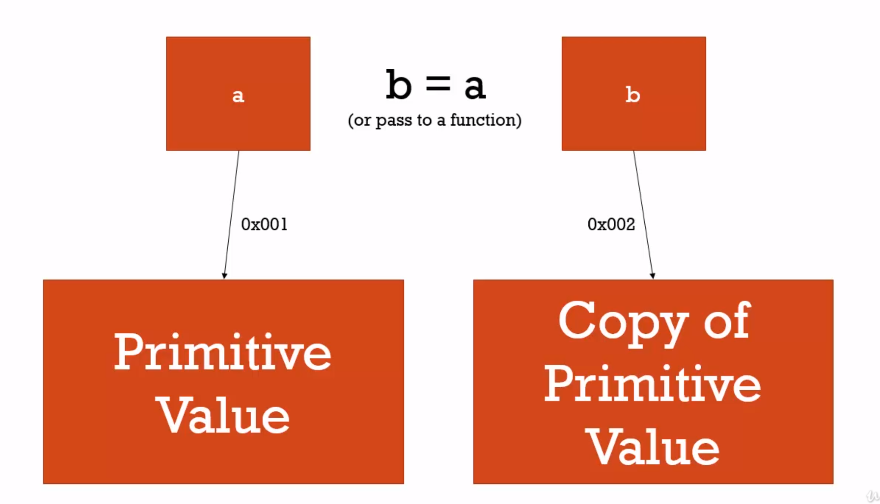 a
b = a
(or pass to a function)
b
0x001
0x002
Primitive
Value
Copy of
Primitive
Value